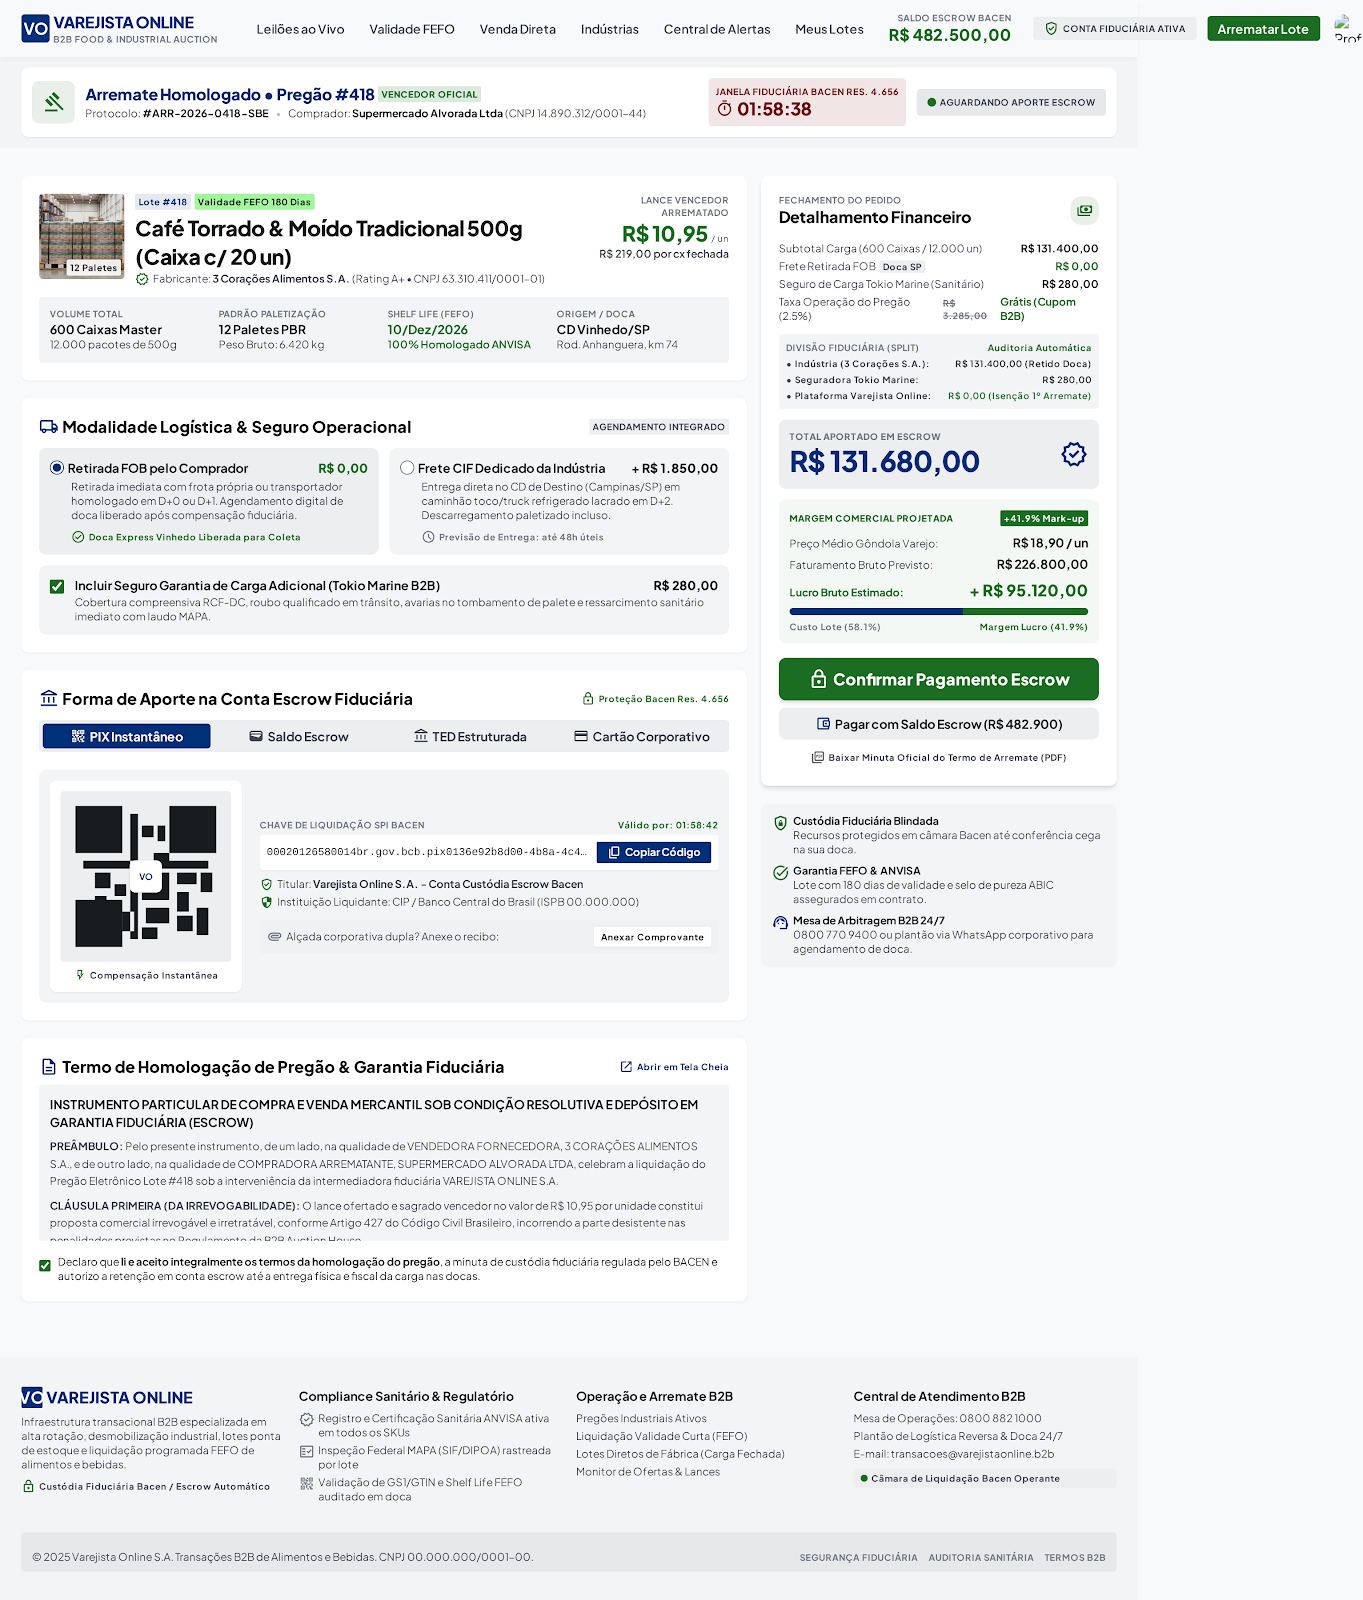 VO VAREJISTA ONLINE
B2B FOOD & INDUSTRIAL AUCTION
Leilões ao Vivo
Validade FEFO
Venda Direta
Indústrias
Central de Alertas
Meus Lotes
SALDO ESCROW BACEN
R$ 482.500,00
CONTA FIDUCIÁRIA ATIVA
Arrematar Lote
Arremate Homologado • Pregão #418 VENCEDOR OFICIAL
Protocolo: #ARR-2026-0418-SBE • Comprador: Supermercado Alvorada Ltda (CNPJ 14.890.312/0001-44)
JANELA FIDUCIÁRIA BACEN RES. 4.656
01:58:38
AGUARDANDO APORTE ESCROW
12 Paletes
Lote #418 Validade FEFO 180 Dias
Café Torrado & Moído Tradicional 500g
(Caixa c/ 20 un)
Fabricante: 3 Corações Alimentos S.A. (Rating A+ • CNPJ 63.310.411/0001-01)
LANCE VENCEDOR
ARREMATADO
R$ 10,95 / un
R$ 219,00 por cx fechada
VOLUME TOTAL
600 Caixas Master
12.000 pacotes de 500g
PADRÃO PALETIZAÇÃO
12 Paletes PBR
Peso Bruto: 6.420 kg
SHELF LIFE (FEFO)
10/Dez/2026
100% Homologado ANVISA
ORIGEM / DOCA
CD Vinhedo/SP
Rod. Anhanguera, km 74
Modalidade Logística & Seguro Operacional
AGENDAMENTO INTEGRADO
Retirada FOB pelo Comprador R$ 0,00
Retirada imediata com frota própria ou transportador
homologado em D+0 ou D+1. Agendamento digital de
doca liberado após compensação fiduciária.
Doca Express Vinhedo Liberada para Coleta
Frete CIF Dedicado da Indústria + R$ 1.850,00
Entrega direta no CD de Destino (Campinas/SP) em
caminhão toco/truck refrigerado lacrado em D+2.
Descarregamento paletizado incluso.
Previsão de Entrega: até 48h úteis
Incluir Seguro Garantia de Carga Adicional (Tokio Marine B2B) R$ 280,00
Cobertura compreensiva RCF-DC, roubo qualificado em trânsito, avarias no tombamento de palete e ressarcimento sanitário
imediato com laudo MAPA.
Forma de Aporte na Conta Escrow Fiduciária
Proteção Bacen Res. 4.656
PIX Instantâneo
Saldo Escrow
TED Estruturada
Cartão Corporativo
VO
Compensação Instantânea
CHAVE DE LIQUIDAÇÃO SPI BACEN
Válido por: 01:58:42
00020126580014br.gov.bcb.pix0136e92b8d00-4b8a-4c4…
Copiar Código
Titular: Varejista Online S.A. - Conta Custódia Escrow Bacen
Instituição Liquidante: CIP / Banco Central do Brasil (ISPB 00.000.000)
Alçada corporativa dupla? Anexe o recibo:
Anexar Comprovante
Termo de Homologação de Pregão & Garantia Fiduciária
Abrir em Tela Cheia
INSTRUMENTO PARTICULAR DE COMPRA E VENDA MERCANTIL SOB CONDIÇÃO RESOLUTIVA E DEPÓSITO EM
GARANTIA FIDUCIÁRIA (ESCROW)
PREÂMBULO: Pelo presente instrumento, de um lado, na qualidade de VENDEDORA FORNECEDORA, 3 CORAÇÕES ALIMENTOS
S.A., e de outro lado, na qualidade de COMPRADORA ARREMATANTE, SUPERMERCADO ALVORADA LTDA, celebram a liquidação do
Pregão Eletrônico Lote #418 sob a interveniência da intermediadora fiduciária VAREJISTA ONLINE S.A.
CLÁUSULA PRIMEIRA (DA IRREVOGABILIDADE): O lance ofertado e sagrado vencedor no valor de R$ 10,95 por unidade constitui
proposta comercial irrevogável e irretratável, conforme Artigo 427 do Código Civil Brasileiro, incorrendo a parte desistente nas
penalidades previstas no Regulamento da B2B Auction House.
Declaro que li e aceito integralmente os termos da homologação do pregão, a minuta de custódia fiduciária regulada pelo BACEN e
autorizo a retenção em conta escrow até a entrega física e fiscal da carga nas docas.
FECHAMENTO DO PEDIDO
Detalhamento Financeiro
Subtotal Carga (600 Caixas / 12.000 un) R$ 131.400,00
Frete Retirada FOB Doca SP R$ 0,00
Seguro de Carga Tokio Marine (Sanitário) R$ 280,00
Taxa Operação do Pregão
(2.5%)
R$
3.285,00
Grátis (Cupom
B2B)
DIVISÃO FIDUCIÁRIA (SPLIT) Auditoria Automática
• Indústria (3 Corações S.A.): R$ 131.400,00 (Retido Doca)
• Seguradora Tokio Marine: R$ 280,00
• Plataforma Varejista Online: R$ 0,00 (Isenção 1º Arremate)
TOTAL APORTADO EM ESCROW
R$ 131.680,00
MARGEM COMERCIAL PROJETADA +41.9% Mark-up
Preço Médio Gôndola Varejo: R$ 18,90 / un
Faturamento Bruto Previsto: R$ 226.800,00
Lucro Bruto Estimado: + R$ 95.120,00
Custo Lote (58.1%) Margem Lucro (41.9%)
Confirmar Pagamento Escrow
Pagar com Saldo Escrow (R$ 482.900)
Baixar Minuta Oficial do Termo de Arremate (PDF)
Custódia Fiduciária Blindada
Recursos protegidos em câmara Bacen até conferência cega
na sua doca.
Garantia FEFO & ANVISA
Lote com 180 dias de validade e selo de pureza ABIC
assegurados em contrato.
Mesa de Arbitragem B2B 24/7
0800 770 9400 ou plantão via WhatsApp corporativo para
agendamento de doca.
VO VAREJISTA ONLINE
Infraestrutura transacional B2B especializada em
alta rotação, desmobilização industrial, lotes ponta
de estoque e liquidação programada FEFO de
alimentos e bebidas.
Custódia Fiduciária Bacen / Escrow Automático
Compliance Sanitário & Regulatório
Registro e Certificação Sanitária ANVISA ativa
em todos os SKUs
Inspeção Federal MAPA (SIF/DIPOA) rastreada
por lote
Validação de GS1/GTIN e Shelf Life FEFO
auditado em doca
Operação e Arremate B2B
Pregões Industriais Ativos
Liquidação Validade Curta (FEFO)
Lotes Diretos de Fábrica (Carga Fechada)
Monitor de Ofertas & Lances
Central de Atendimento B2B
Mesa de Operações: 0800 882 1000
Plantão de Logística Reversa & Doca 24/7
E-mail: transacoes@varejistaonline.b2b
Câmara de Liquidação Bacen Operante
© 2025 Varejista Online S.A. Transações B2B de Alimentos e Bebidas. CNPJ 00.000.000/0001-00.
SEGURANÇA FIDUCIÁRIA
AUDITORIA SANITÁRIA
TERMOS B2B